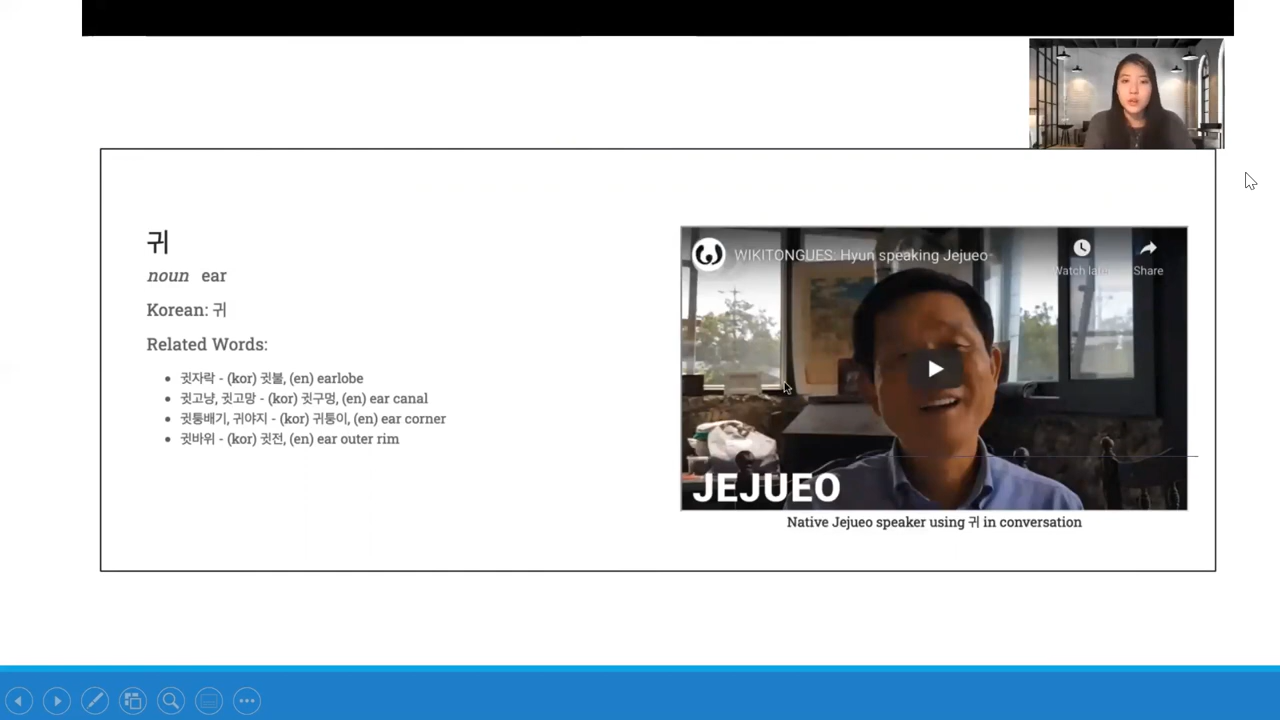 귀
noun ear
Korean: 귀
Related Words:
귓자락 - (kor) 귓불, (en) earlobe
귓고냥, 귓고망 - (kor) 귓구멍, (en) ear canal
귓퉁배기, 귀야지 - (kor) 귀퉁이, (en) ear corner
귓바위 - (kor) 귓전, (en) ear outer rim
WIKITONGUES: Hyun speaking Jejueo
Watch later
Share
JEJUEO
Native Jejueo speaker using 귀 in conversation